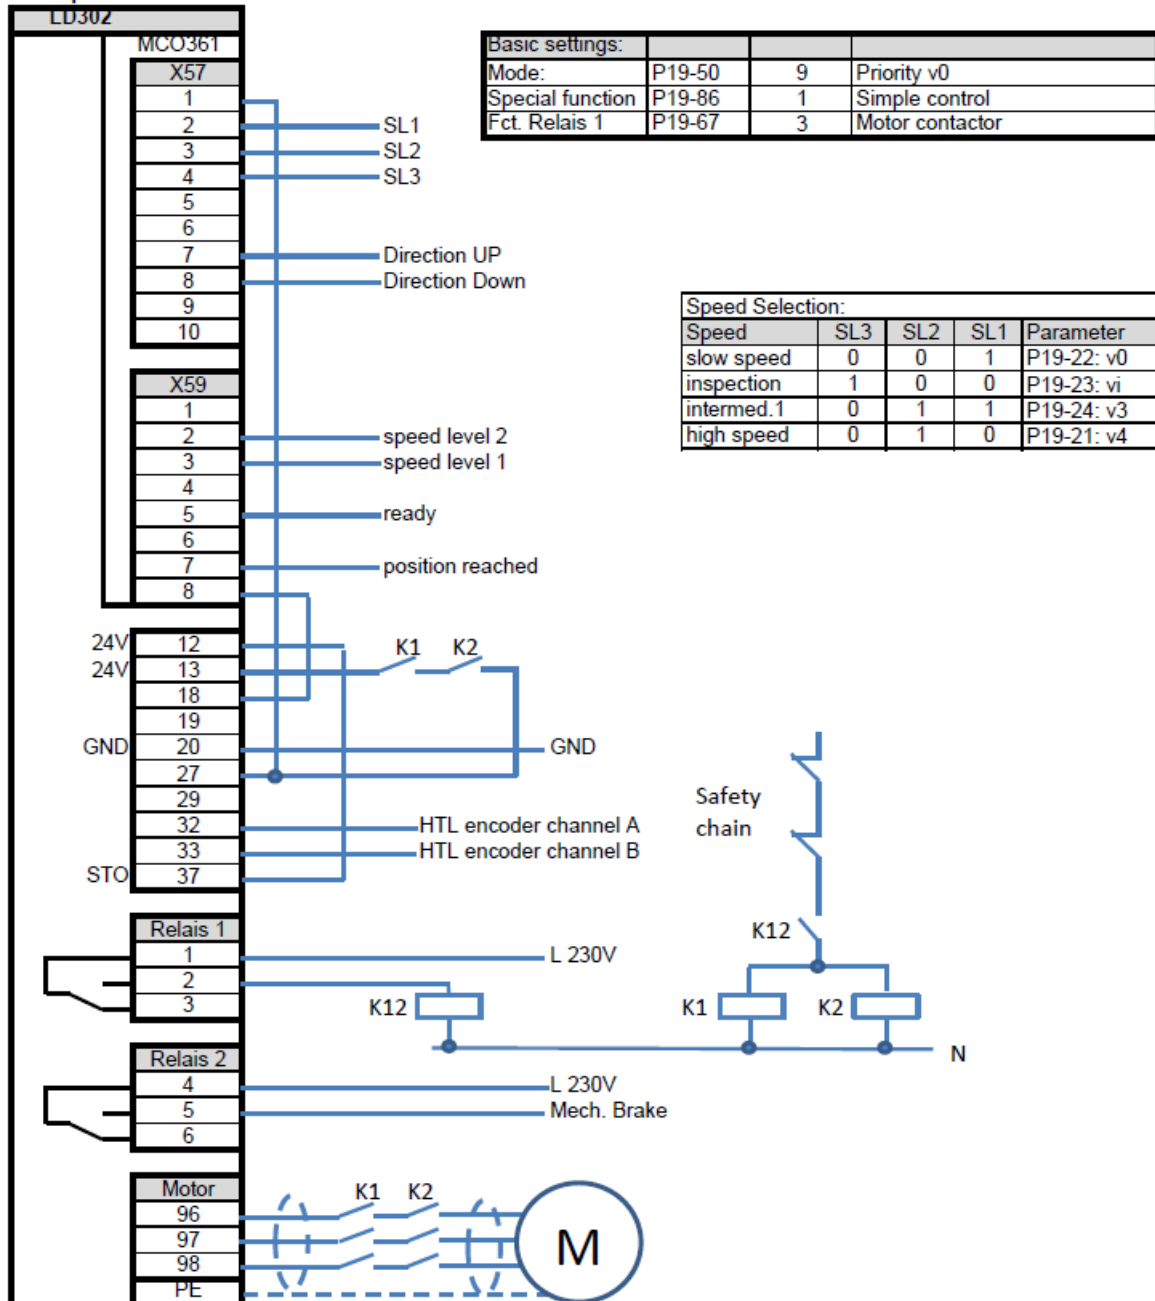 LD302
MCO361
X57
1
2 SL1
3 SL2
4 SL3
5
6
7 Direction UP
8 Direction Down
9
10
Basic settings:
Mode: P19-50 9 Priority v0
Special function P19-86 1 Simple control
Fct. Relais 1 P19-67 3 Motor contactor
Speed Selection:
Speed SL3 SL2 SL1 Parameter
slow speed 0 0 1 P19-22: v0
inspection 1 0 0 P19-23: vi
intermed.1 0 1 1 P19-24: v3
high speed 0 1 0 P19-21: v4
X59
1
2 speed level 2
3 speed level 1
4
5 ready
6
7 position reached
8
24V 12
K1 K2
24V 13
18
19
GND 20 GND
27
29
32 HTL encoder channel A
33 HTL encoder channel B
STO 37
Safety
chain
K12
K1 K2
N
Relais 1
1 L 230V
2
3 K12
Relais 2
4 L 230V
5 Mech. Brake
6
Motor
K1 K2
96
97
98
PE
M